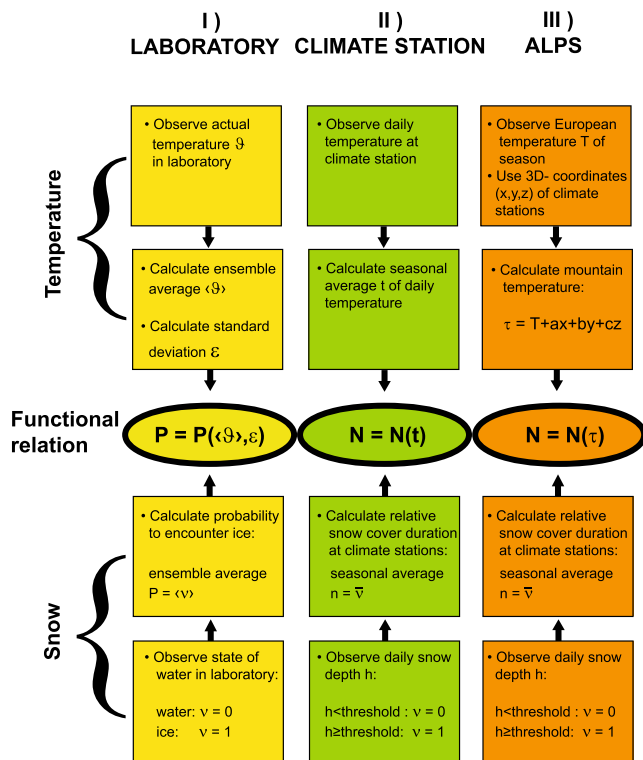 I )
LABORATORY
II )
CLIMATE STATION
III )
ALPS
Temperature
• Observe actual
temperature ϑ
in laboratory
• Observe daily
temperature at
climate station
• Observe European
temperature T of
season
• Use 3D- coordinates
(x,y,z) of climate
stations
• Calculate ensemble
average ‹ϑ›
• Calculate standard
deviation ε
• Calculate seasonal
average t of daily
temperature
• Calculate mountain
temperature:
τ = T+ax+by+cz
Functional
relation
P = P(‹ϑ›,ε)
N = N(t)
N = N(τ)
Snow
• Calculate probability
to encounter ice:
ensemble average
P = ‹ν›
• Calculate relative
snow cover duration
at climate stations:
seasonal average
n = ν̅
• Calculate relative
snow cover duration
at climate stations:
seasonal average
n = ν̅
• Observe state of
water in laboratory:
water: ν = 0
ice: ν = 1
• Observe daily snow
depth h:
h<threshold : ν = 0
h≥threshold: ν = 1
• Observe daily snow
depth h:
h<threshold : ν = 0
h≥threshold: ν = 1